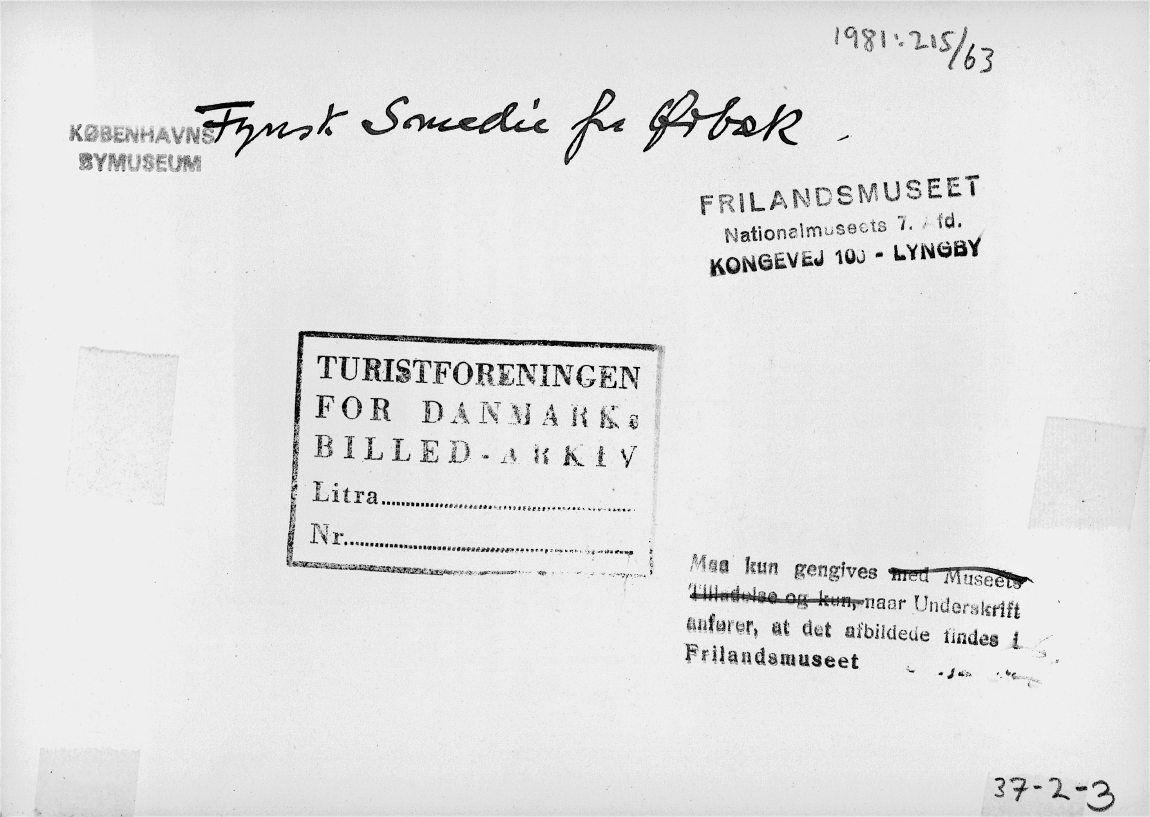 1981:215/63
Fynsk Smedie fra Ørbæk.
KØBENHAVNS
BYMUSEUM
FRILANDSMUSEET
Nationalmuseets 7. Afd.
KONGEVEJ 100 - LYNGBY
TURISTFORENINGEN
FOR DANMARKs
BILLED-ARKIV
Litra
Nr.
Maa kun gengives med Museets
Tilladelse og kun, naar Underskrift
anfører, at det afbildede findes i
Frilandsmuseet
37-2-3